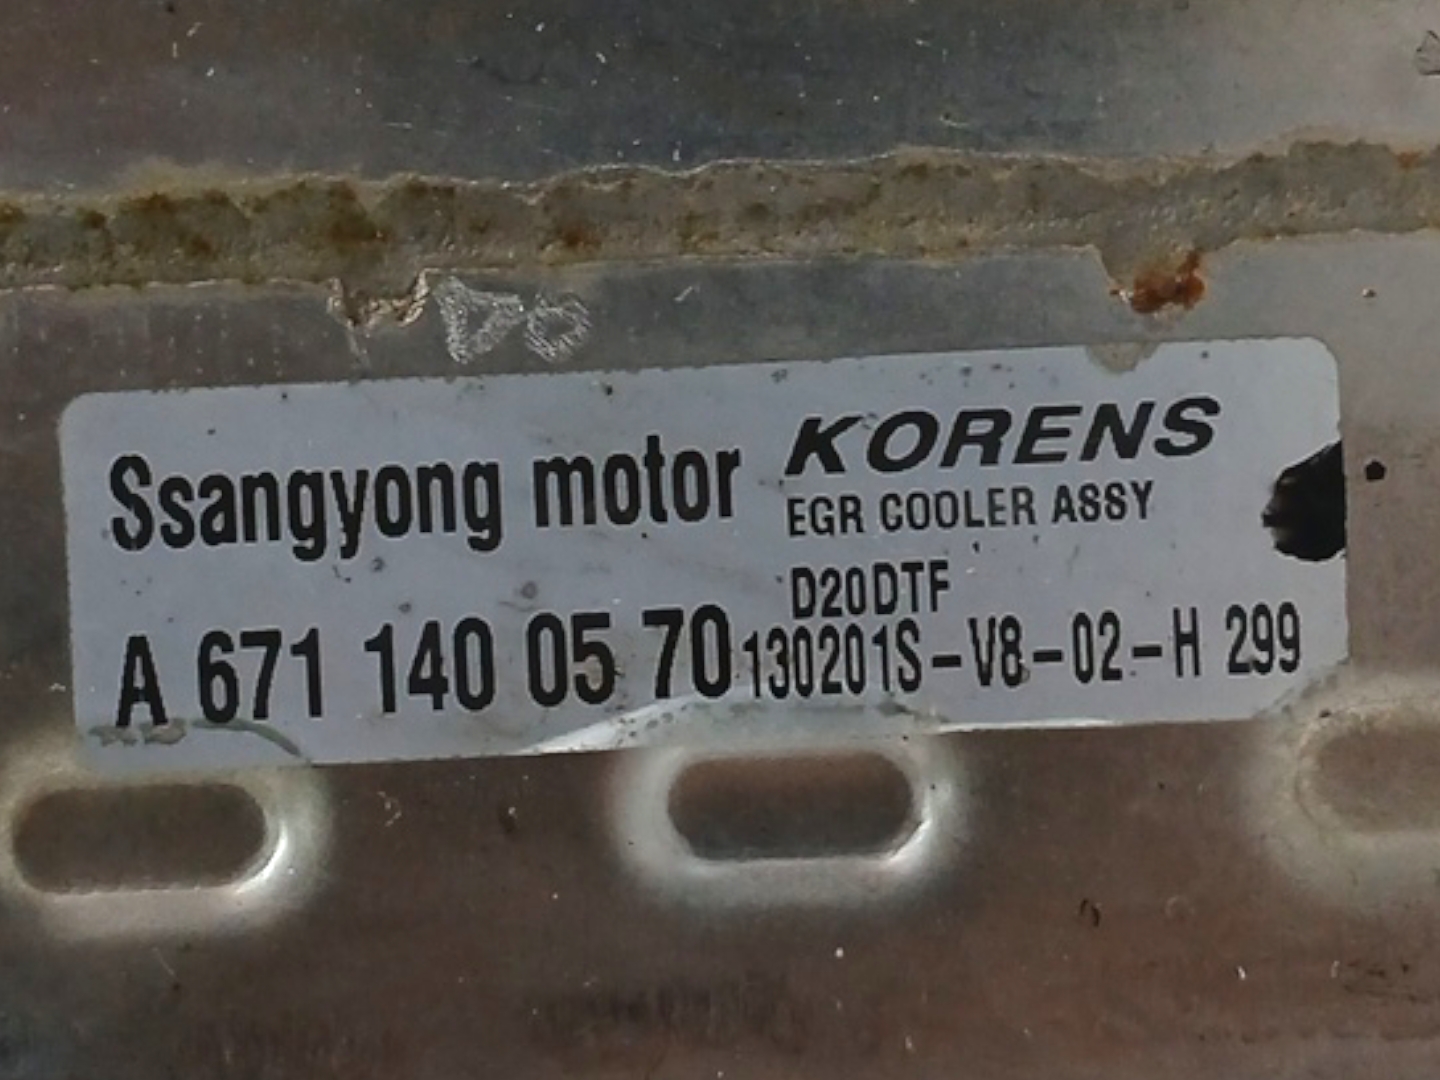 Ssangyong motor KORENS
EGR COOLER ASSY
D20DTF
A 671 140 05 70 130201S-V8-02-H 299